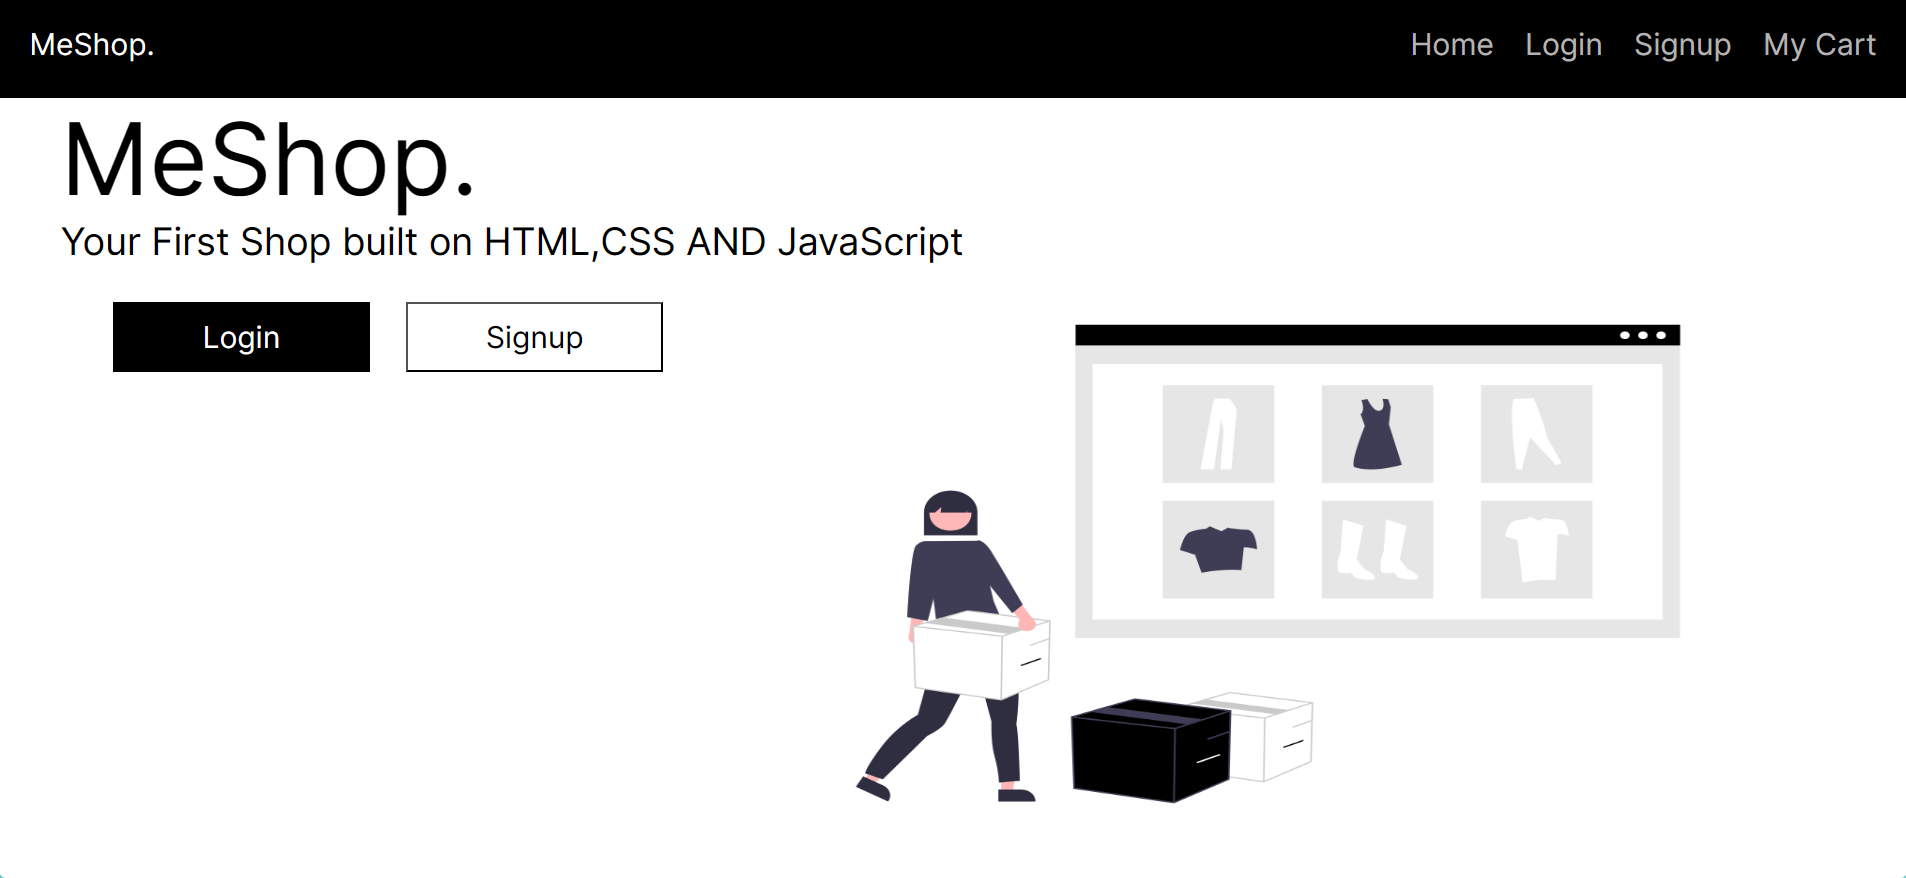 MeShop. Home Login Signup My Cart
MeShop.
Your First Shop built on HTML,CSS AND JavaScript
Login Signup